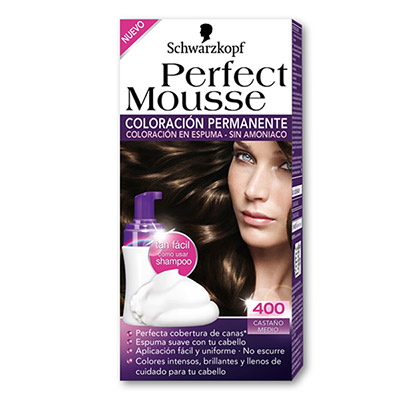 NUEVO
Schwarzkopf
Perfect
Mousse
COLORACIÓN PERMANENTE
COLORACIÓN EN ESPUMA - SIN AMONIACO
tan fácil
como usar
shampoo
400
CASTAÑO
MEDIO
• Perfecta cobertura de canas*
• Espuma suave con tu cabello
• Aplicación fácil y uniforme - No escurre
• Colores intensos, brillantes y llenos de
cuidado para tu cabello